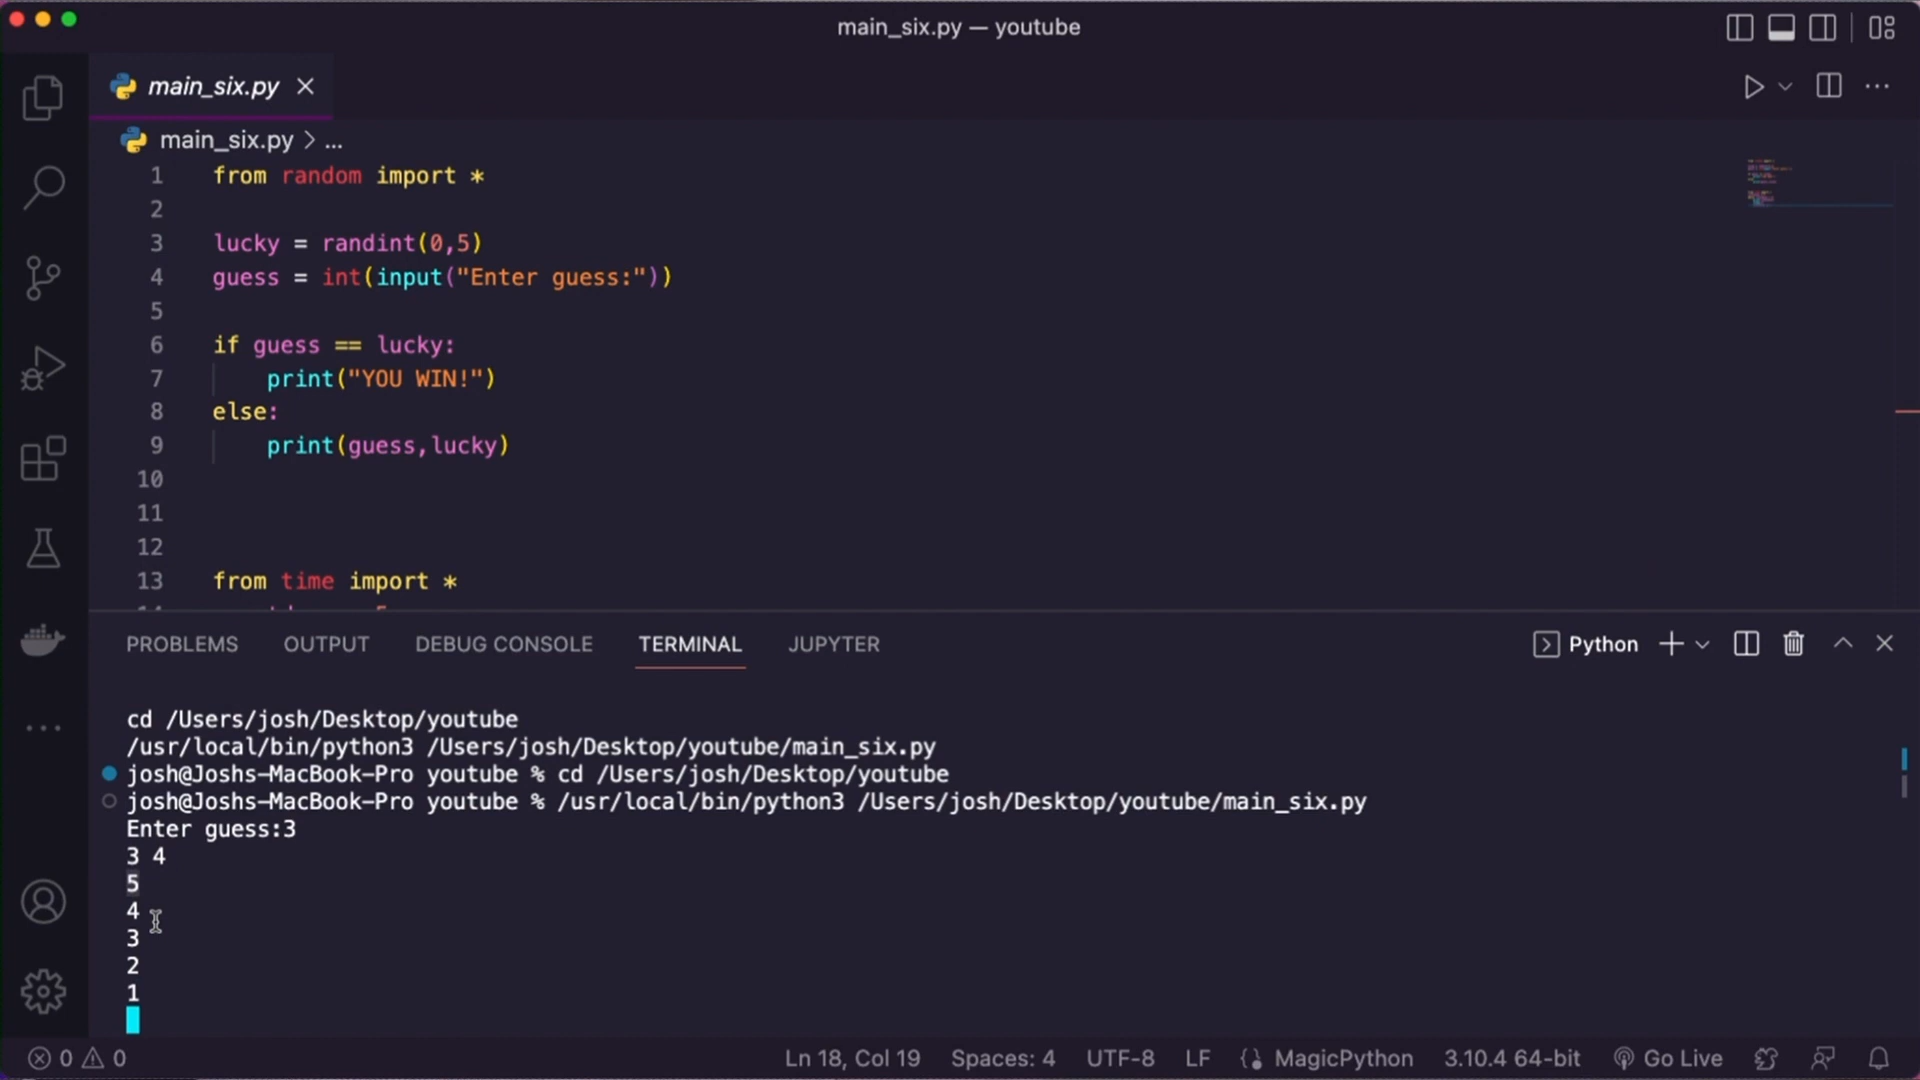 main_six.py — youtube
main_six.py
main_six.py > ...
1 from random import *
2
3 lucky = randint(0,5)
4 guess = int(input("Enter guess:"))
5
6 if guess == lucky:
7 print("YOU WIN!")
8 else:
9 print(guess,lucky)
10
11
12
13 from time import *
PROBLEMS OUTPUT DEBUG CONSOLE TERMINAL JUPYTER Python
cd /Users/josh/Desktop/youtube
/usr/local/bin/python3 /Users/josh/Desktop/youtube/main_six.py
josh@Joshs-MacBook-Pro youtube % cd /Users/josh/Desktop/youtube
josh@Joshs-MacBook-Pro youtube % /usr/local/bin/python3 /Users/josh/Desktop/youtube/main_six.py
Enter guess:3
3 4
5
4
3
2
1
0 0 Ln 18, Col 19 Spaces: 4 UTF-8 LF MagicPython 3.10.4 64-bit Go Live